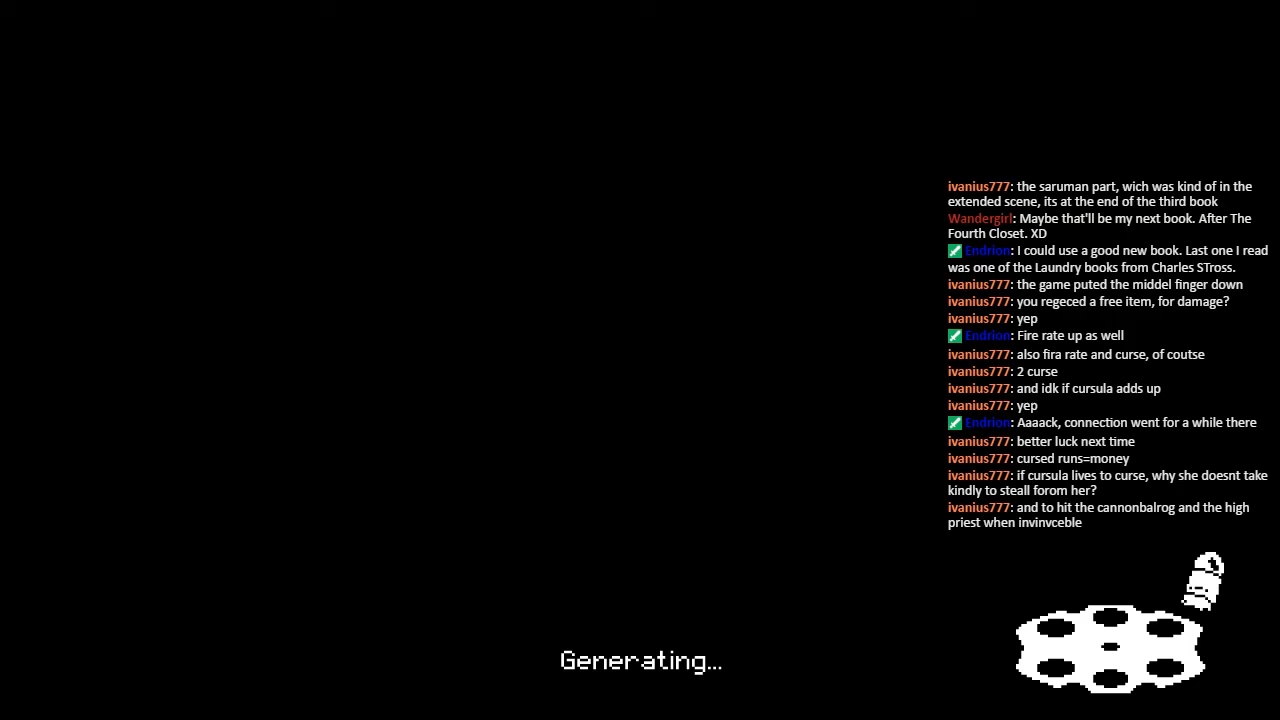 ivanius777: the saruman part, wich was kind of in the
extended scene, its at the end of the third book
Wandergirl: Maybe that'll be my next book. After The
Fourth Closet. XD
Endrion: I could use a good new book. Last one I read
was one of the Laundry books from Charles STross.
ivanius777: the game puted the middel finger down
ivanius777: you regeced a free item, for damage?
ivanius777: yep
Endrion: Fire rate up as well
ivanius777: also fira rate and curse, of coutse
ivanius777: 2 curse
ivanius777: and idk if cursula adds up
ivanius777: yep
Endrion: Aaaack, connection went for a while there
ivanius777: better luck next time
ivanius777: cursed runs=money
ivanius777: if cursula lives to curse, why she doesnt take
kindly to steall forom her?
ivanius777: and to hit the cannonbalrog and the high
priest when invinvceble
Generating...